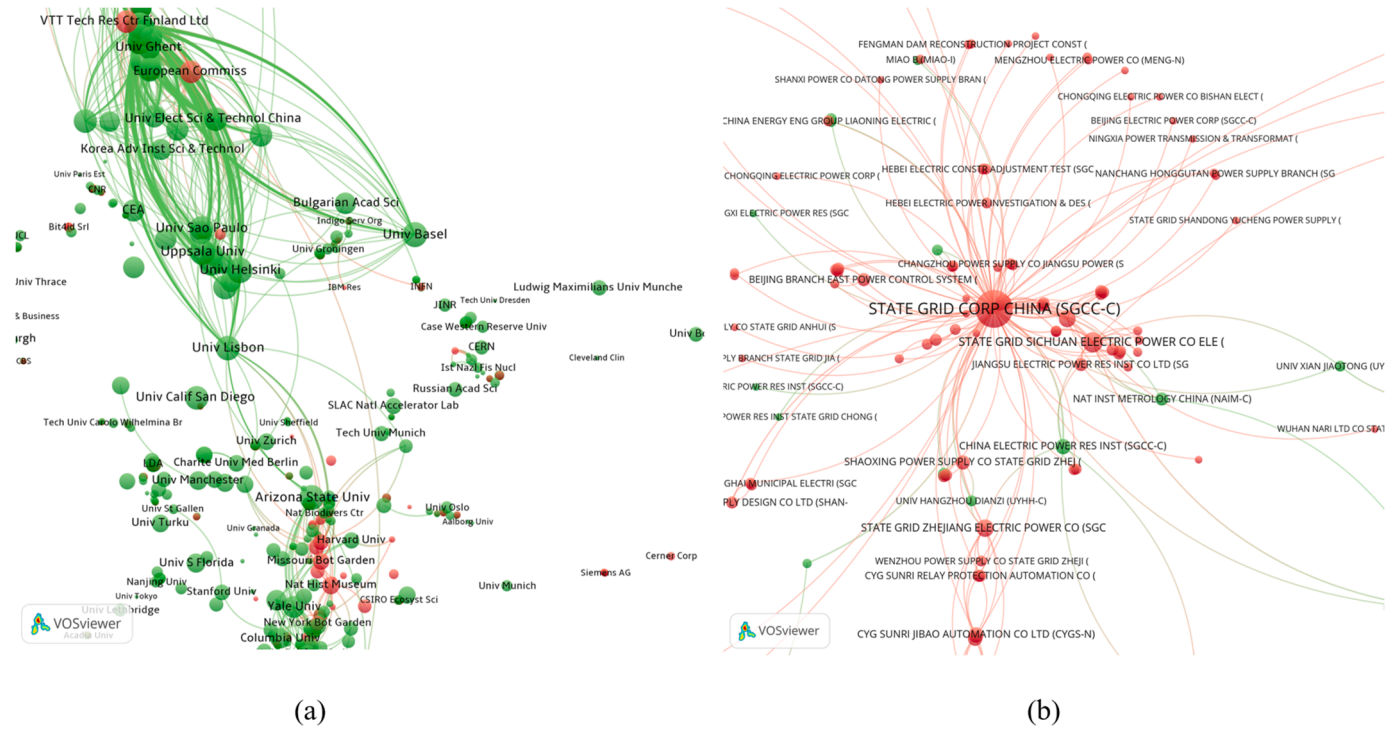 VTT Tech Res Ctr Finland Ltd
Univ Ghent
European Commiss
Univ Elect Sci & Technol China
Korea Adv Inst Sci & Technol
Univ Paris Est
CNR
CEA
Bulgarian Acad Sci
Indigo Serv Org
Bit4id Srl
Univ Sao Paulo
Univ Basel
JCL
Uppsala Univ
Univ Groningen
Univ Helsinki
Jniv Thrace
IBM Res
INFN
Ludwig Maximilians Univ Munche
Tech Univ Dresden
JINR
& Business
Case Western Reserve Univ
Univ Bo
rgh
Univ Lisbon
CERN
Cleveland Clin
Ist Nazi Fis Nucl
Russian Acad Sci
Univ Calif San Diego
SLAC Natl Accelerator Lab
Tech Univ Carolo Wilhelmina Br
Univ Sheffield
Tech Univ Munich
Univ Zurich
LDA
Charite Univ Med Berlin
Univ Manchester
Arizona State Univ
Univ St Gallen
Nat Biodivers Ctr
Univ Oslo
Univ Turku
Aalborg Univ
Univ Granada
Harvard Univ
Cerner Corp
Univ S Florida
Missouri Bot Garden
Siemens AG
Nanjing Univ
Nat Hist Museum
Univ Munich
Stanford Univ
Univ Tokyo
CSIRO Ecosyst Sci
Univ Lethbridge
Yale Univ
New York Bot Garden
VOSviewer
Acadia Univ
Columbia Univ
(a)
FENGMAN DAM RECONSTRUCTION PROJECT CONST (
MIAO B (MIAO-I)
MENGZHOU ELECTRIC POWER CO (MENG-N)
SHANXI POWER CO DATONG POWER SUPPLY BRAN (
CHONGQING ELECTRIC POWER CO BISHAN ELECT (
CHINA ENERGY ENG GROUP LIAONING ELECTRIC (
BEIJING ELECTRIC POWER CORP (SGCC-C)
NINGXIA POWER TRANSMISSION & TRANSFORMAT (
CHONGQING ELECTRIC POWER CORP (
HEBEI ELECTRIC CONSTR ADJUSTMENT TEST (SGC
NANCHANG HONGGUTAN POWER SUPPLY BRANCH (SG
HEBEI ELECTRIC POWER INVESTIGATION & DES (
GXI ELECTRIC POWER RES (SGC
STATE GRID SHANDONG YUCHENG POWER SUPPLY (
CHANGZHOU POWER SUPPLY CO JIANGSU POWER (S
BEIJING BRANCH EAST POWER CONTROL SYSTEM (
STATE GRID CORP CHINA (SGCC-C)
LY CO STATE GRID ANHUI (S
STATE GRID SICHUAN ELECTRIC POWER CO ELE (
PLY BRANCH STATE GRID JIA (
JIANGSU ELECTRIC POWER RES INST CO LTD (SG
UNIV XIAN JIAOTONG (UY
RIC POWER RES INST (SGCC-C)
NAT INST METROLOGY CHINA (NAIM-C)
POWER RES INST STATE GRID CHONG (
WUHAN NARI LTD CO STAT
CHINA ELECTRIC POWER RES INST (SGCC-C)
SHAOXING POWER SUPPLY CO STATE GRID ZHEJ (
GHAI MUNICIPAL ELECTRI (SGC
PLY DESIGN CO LTD (SHAN-
UNIV HANGZHOU DIANZI (UYHH-C)
STATE GRID ZHEJIANG ELECTRIC POWER CO (SGC
WENZHOU POWER SUPPLY CO STATE GRID ZHEJI (
CYG SUNRI RELAY PROTECTION AUTOMATION CO (
VOSviewer
CYG SUNRI JIBAO AUTOMATION CO LTD (CYGS-N)
(b)